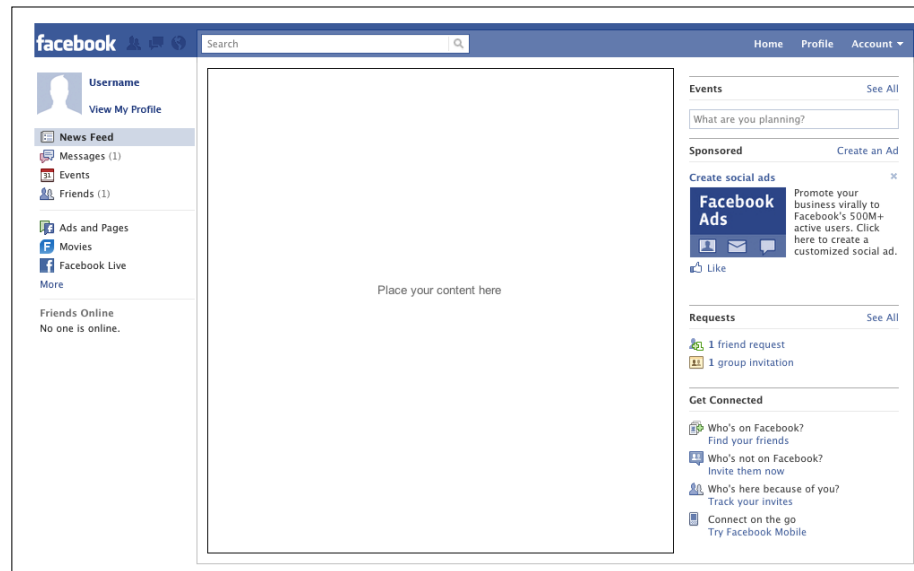 facebook
Search
Home Profile Account
Username
View My Profile
News Feed
Messages (1)
31 Events
Friends (1)
Ads and Pages
F Movies
f Facebook Live
More
Friends Online
No one is online.
Place your content here
Events See All
What are you planning?
Sponsored Create an Ad
Create social ads
Facebook
Ads
Promote your
business virally to
Facebook's 500M+
active users. Click
here to create a
customized social ad.
Like
Requests See All
1 friend request
1 group invitation
Get Connected
Who's on Facebook?
Find your friends
Who's not on Facebook?
Invite them now
Who's here because of you?
Track your invites
Connect on the go
Try Facebook Mobile